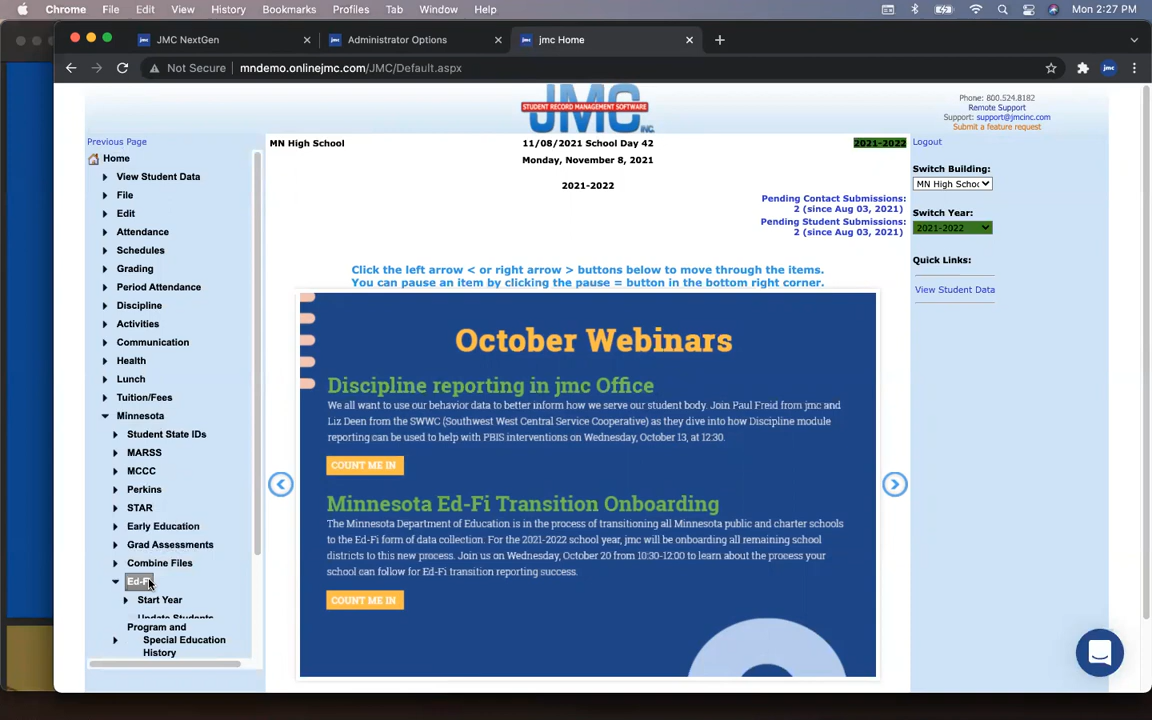 Chrome File Edit View History Bookmarks Profiles Tab Window Help
Mon 2:27 PM
jmc JMC NextGen
jmc Administrator Options
jmc jmc Home
Not Secure mndemo.onlinejmc.com/JMC/Default.aspx
jmc
JMC INC.
STUDENT RECORD MANAGEMENT SOFTWARE
Phone: 800.524.8182
Remote Support
Support: support@jmcinc.com
Submit a feature request
Previous Page
Home
View Student Data
File
Edit
Attendance
Schedules
Grading
Period Attendance
Discipline
Activities
Communication
Health
Lunch
Tuition/Fees
Minnesota
Student State IDs
MARSS
MCCC
Perkins
STAR
Early Education
Grad Assessments
Combine Files
Ed-Fi
Start Year
Update Students
Program and
Special Education
History
MN High School
11/08/2021 School Day 42
2021-2022
Monday, November 8, 2021
2021-2022
Pending Contact Submissions:
2 (since Aug 03, 2021)
Pending Student Submissions:
2 (since Aug 03, 2021)
Click the left arrow < or right arrow > buttons below to move through the items.
You can pause an item by clicking the pause = button in the bottom right corner.
October Webinars
Discipline reporting in jmc Office
We all want to use our behavior data to better inform how we serve our student body. Join Paul Freid from jmc and
Liz Deen from the SWWC (Southwest West Central Service Cooperative) as they dive into how Discipline module
reporting can be used to help with PBIS interventions on Wednesday, October 13, at 12:30.
COUNT ME IN
Minnesota Ed-Fi Transition Onboarding
The Minnesota Department of Education is in the process of transitioning all Minnesota public and charter schools
to the Ed-Fi form of data collection. For the 2021-2022 school year, jmc will be onboarding all remaining school
districts to this new process. Join us on Wednesday, October 20 from 10:30-12:00 to learn about the process your
school can follow for Ed-Fi transition reporting success.
COUNT ME IN
Logout
Switch Building:
MN High Schoo
Switch Year:
2021-2022
Quick Links:
View Student Data